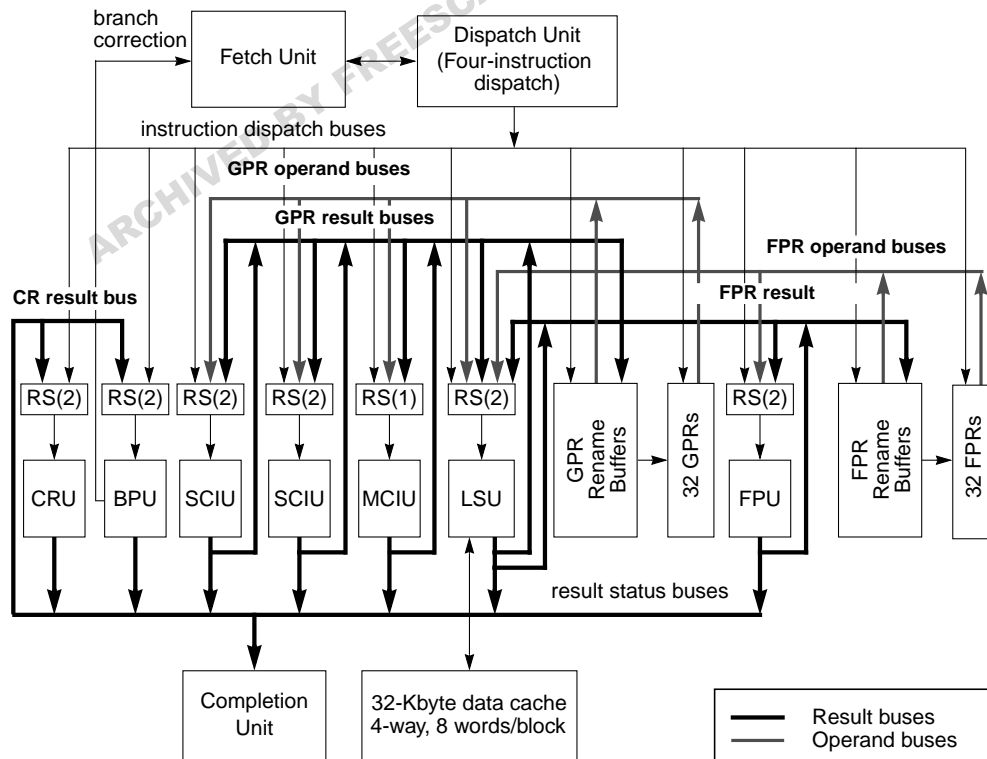 branch
correction
Fetch Unit
Dispatch Unit
(Four-instruction
dispatch)
ARCHIVED BY FREESC
instruction dispatch buses
GPR operand buses
GPR result buses
FPR operand buses
CR result bus
FPR result
RS(2)
RS(2)
RS(2)
RS(2)
RS(1)
RS(2)
RS(2)
GPR
Rename
Buffers
32 GPRs
FPR
Rename
Buffers
32 FPRs
CRU
BPU
SCIU
SCIU
MCIU
LSU
FPU
result status buses
Completion
Unit
32-Kbyte data cache
4-way, 8 words/block
Result buses
Operand buses